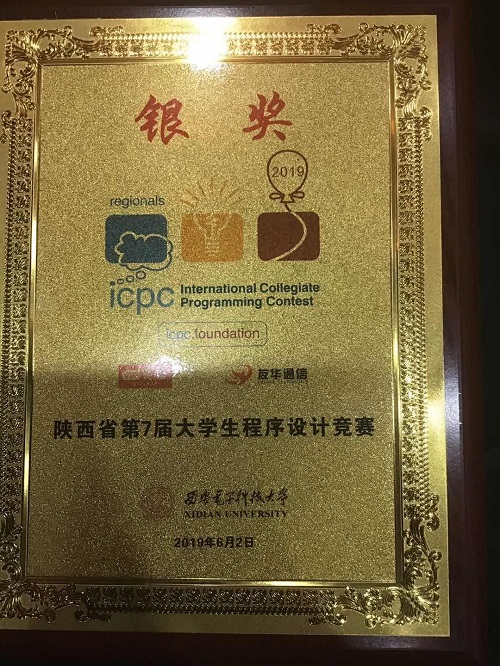 银 奖
2019
regionals
icpc International Collegiate
Programming Contest
icpc.foundation
友华通信
陕西省第7届大学生程序设计竞赛
西安电子科技大学
XIDIAN UNIVERSITY
2019年6月2日